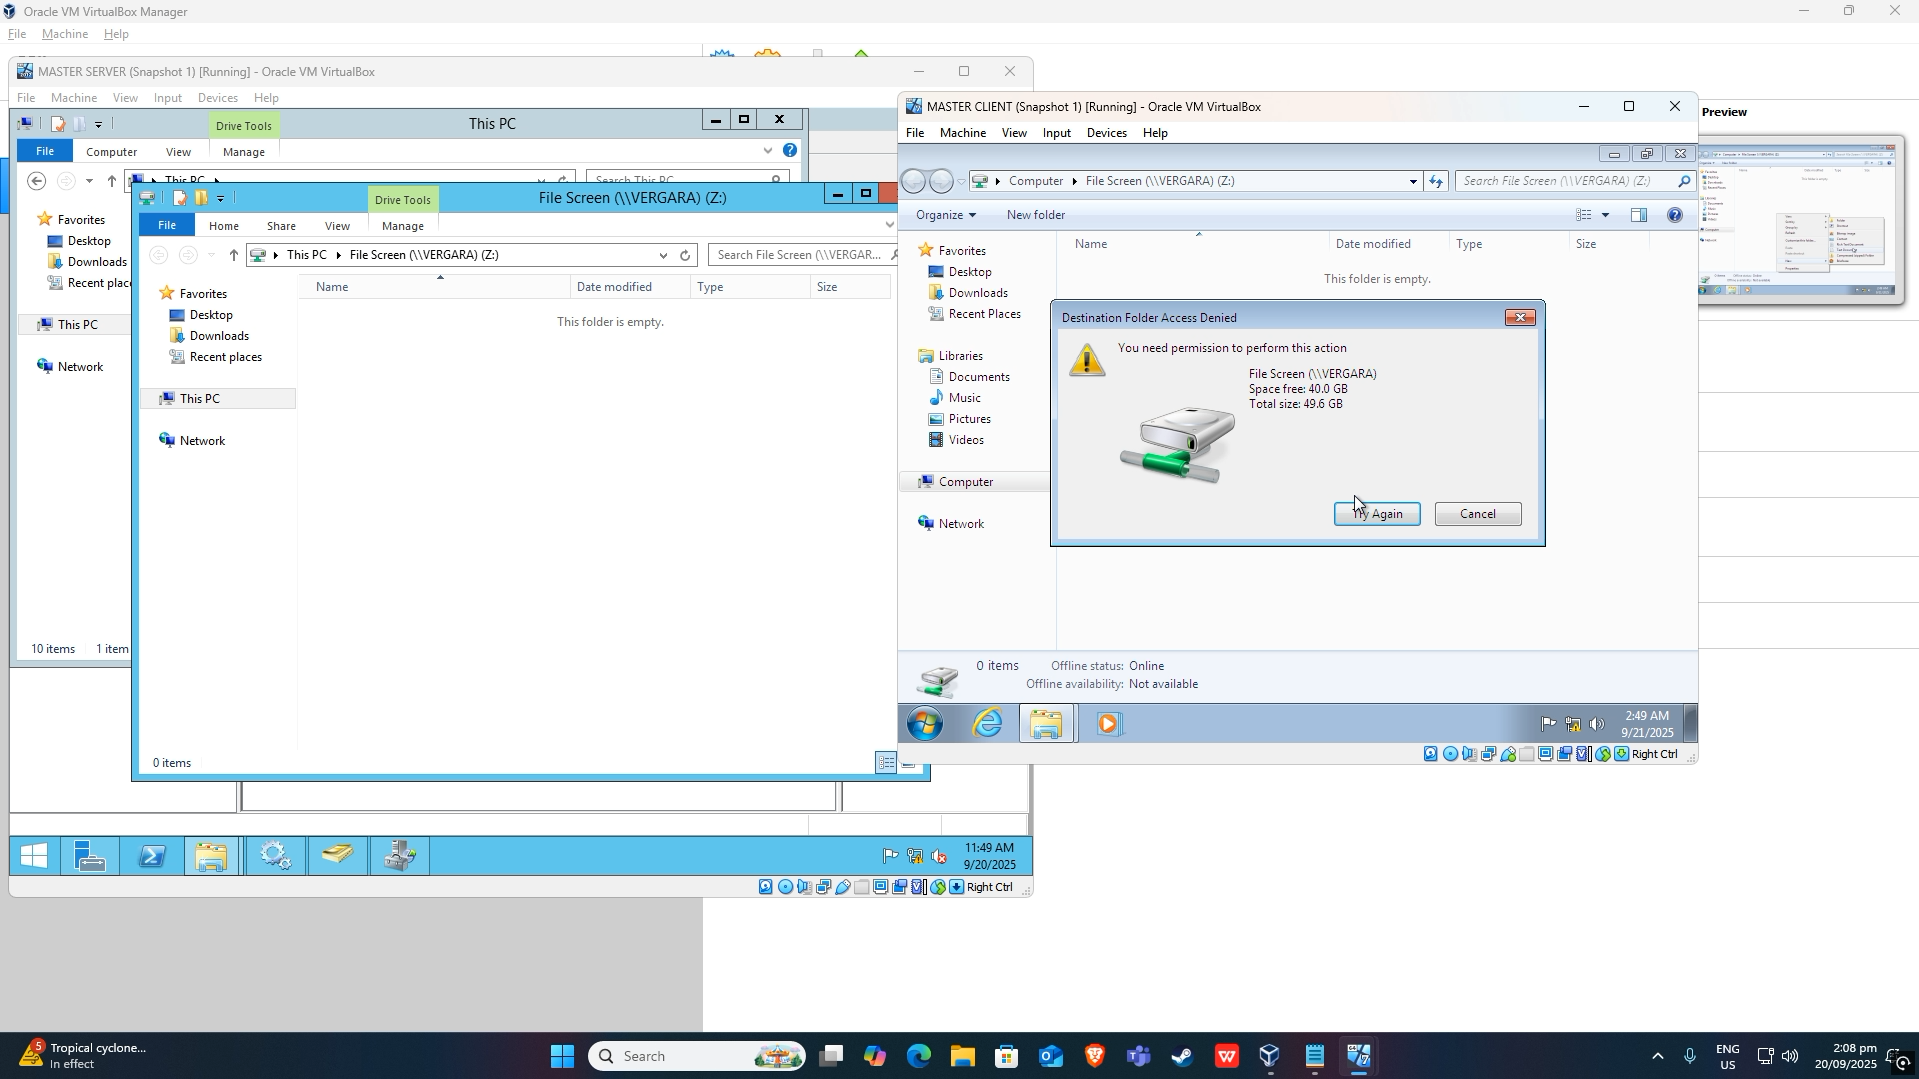 Oracle VM VirtualBox Manager
File Machine Help
MASTER SERVER (Snapshot 1) [Running] - Oracle VM VirtualBox
File Machine View Input Devices Help
Drive Tools
This PC
File Computer View Manage
This PC
Search This PC
Favorites
Desktop
Downloads
Recent plac
This PC
Network
10 items 1 item
Drive Tools
File Screen (\\VERGARA) (Z:)
File Home Share View Manage
This PC File Screen (\\VERGARA) (Z:)
Search File Screen (\\VERGAR...
Name Date modified Type Size
This folder is empty.
Favorites
Desktop
Downloads
Recent places
This PC
Network
0 items
11:49 AM
9/20/2025
Right Ctrl
MASTER CLIENT (Snapshot 1) [Running] - Oracle VM VirtualBox
File Machine View Input Devices Help
Computer File Screen (\\VERGARA) (Z:)
Search File Screen (\\VERGARA) (Z:)
Organize New folder
Name Date modified Type Size
This folder is empty.
Favorites
Desktop
Downloads
Recent Places
Libraries
Documents
Music
Pictures
Videos
Computer
Network
Destination Folder Access Denied
You need permission to perform this action
File Screen (\\VERGARA)
Space free: 40.0 GB
Total size: 49.6 GB
Try Again Cancel
0 items Offline status: Online
Offline availability: Not available
2:49 AM
9/21/2025
Right Ctrl
Preview
5 Tropical cyclone...
In effect
Search
ENG
US
2:08 pm
20/09/2025